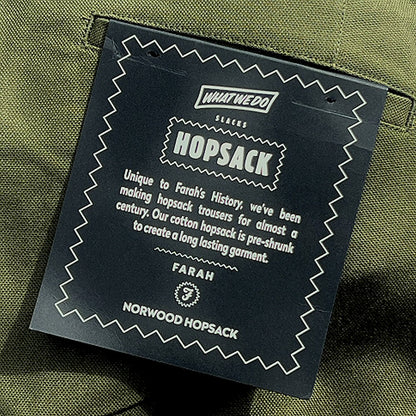 WHAT WE DO
SLACKS
HOPSACK
Unique to Farah's History, we've been
making hopsack trousers for almost a
century. Our cotton hopsack is pre-shrunk
to create a long lasting garment.
FARAH
F
NORWOOD HOPSACK